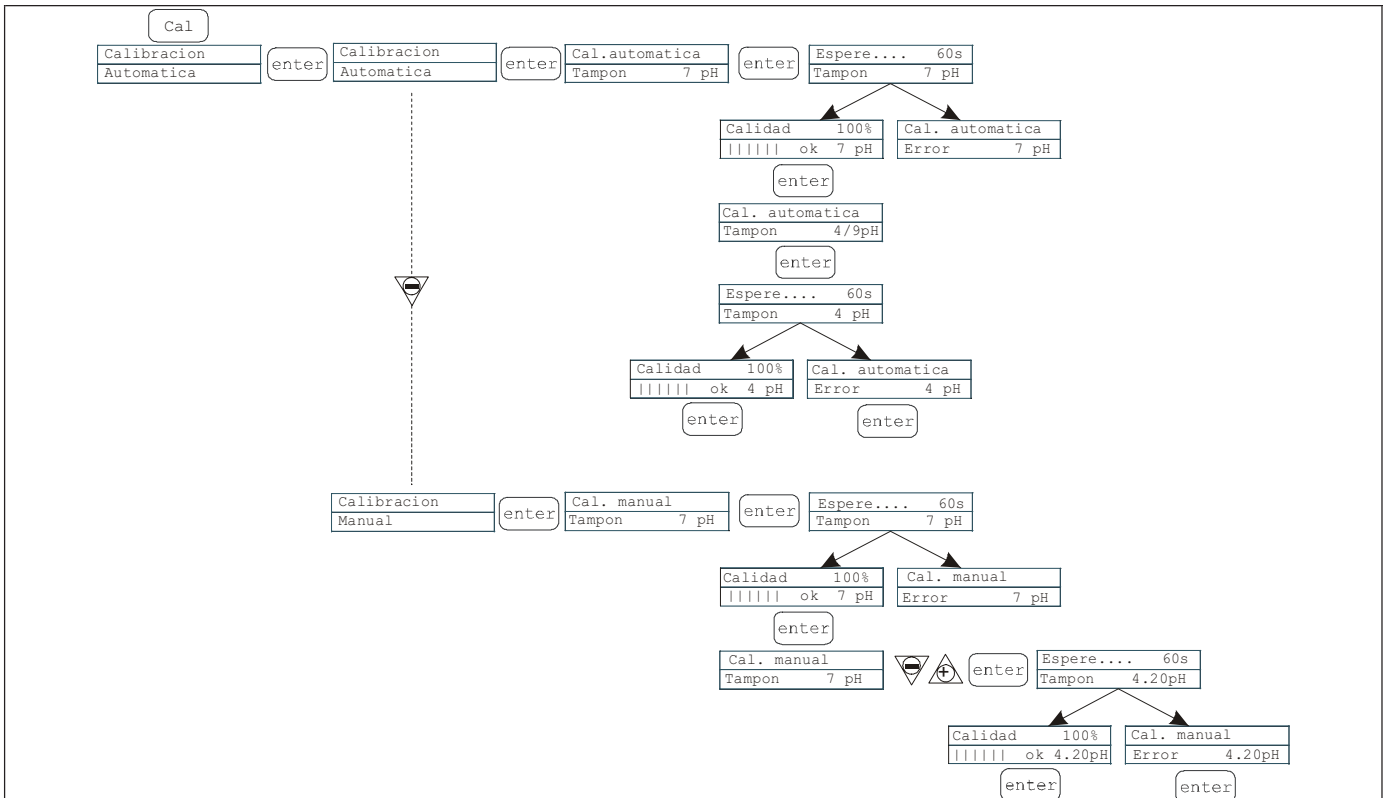 Cal
Calibracion
Automatica
enter
Calibracion
Automatica
enter
Cal.automatica
Tampon 7 pH
enter
Espere.... 60s
Tampon 7 pH
Calidad 100%
|||||| ok 7 pH
Cal. automatica
Error 7 pH
enter
Cal. automatica
Tampon 4/9pH
enter
Espere.... 60s
Tampon 4 pH
Calidad 100%
|||||| ok 4 pH
Cal. automatica
Error 4 pH
enter
enter
Calibracion
Manual
enter
Cal. manual
Tampon 7 pH
enter
Espere.... 60s
Tampon 7 pH
Calidad 100%
|||||| ok 7 pH
Cal. manual
Error 7 pH
enter
Cal. manual
Tampon 7 pH
enter
Espere.... 60s
Tampon 4.20pH
Calidad 100%
|||||| ok 4.20pH
Cal. manual
Error 4.20pH
enter
enter